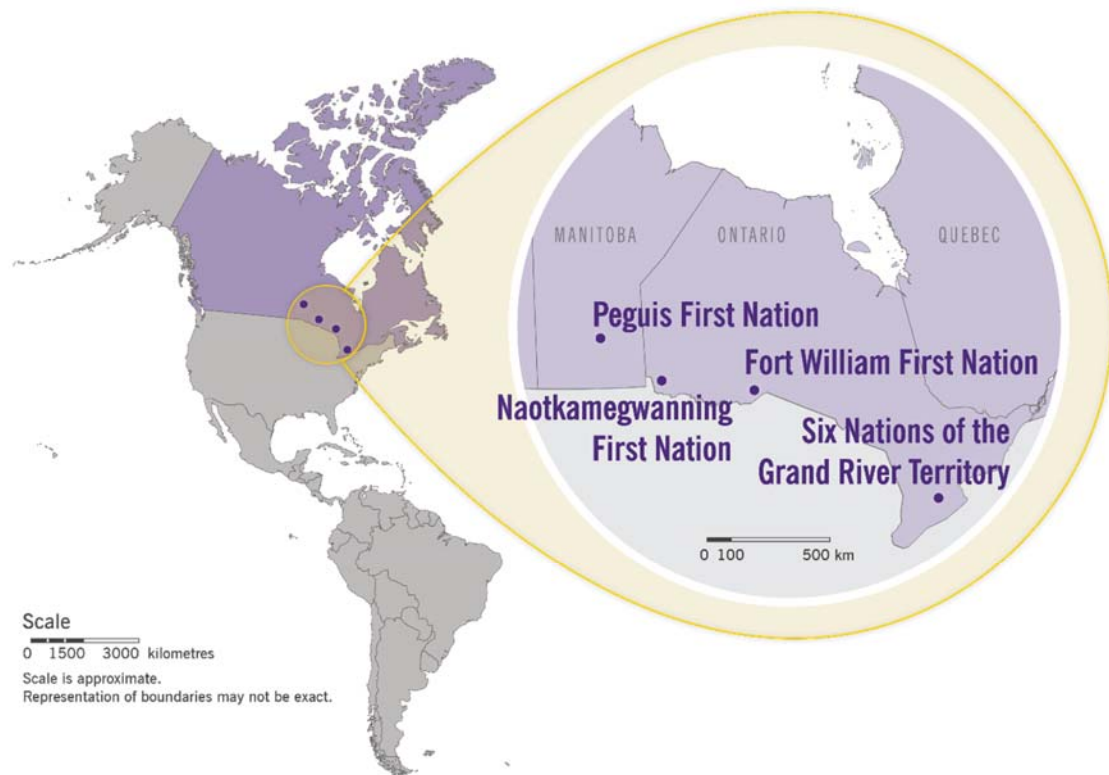 MANITOBA
ONTARIO
QUEBEC
Peguis First Nation
Fort William First Nation
Naotkamegwanning
First Nation
Six Nations of the
Grand River Territory
0 100 500 km
Scale
0 1500 3000 kilometres
Scale is approximate.
Representation of boundaries may not be exact.